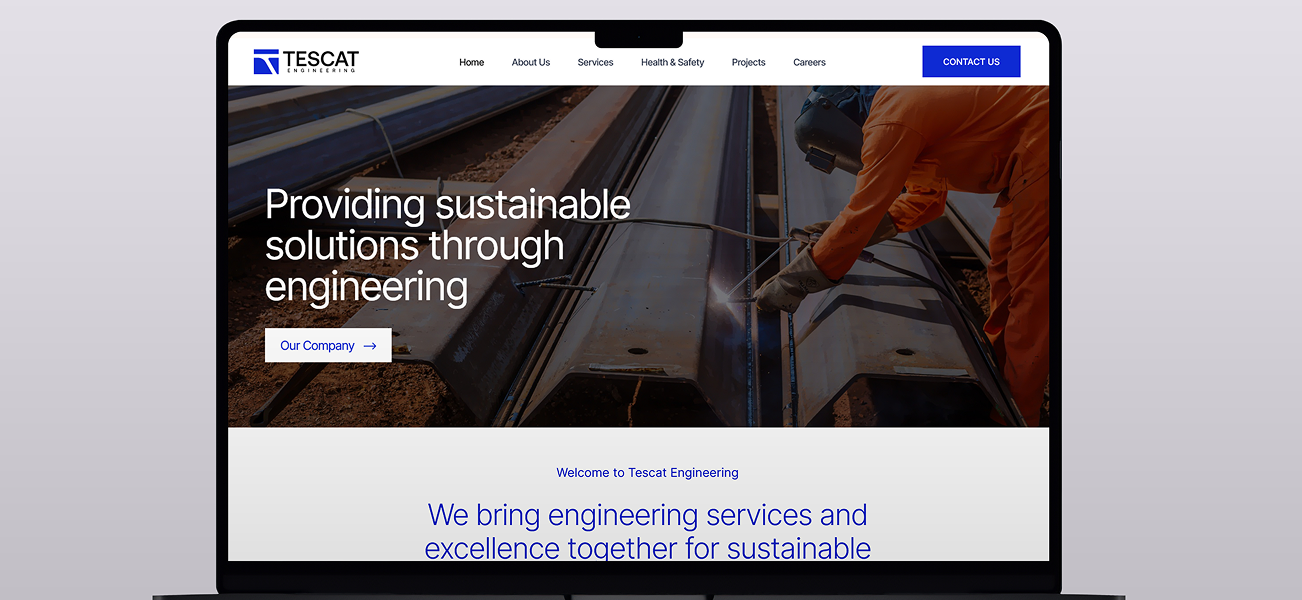 TESCAT
ENGINEERING
Home About Us Services Health & Safety Projects Careers
CONTACT US
Providing sustainable
solutions through
engineering
Our Company →
Welcome to Tescat Engineering
We bring engineering services and
excellence together for sustainable